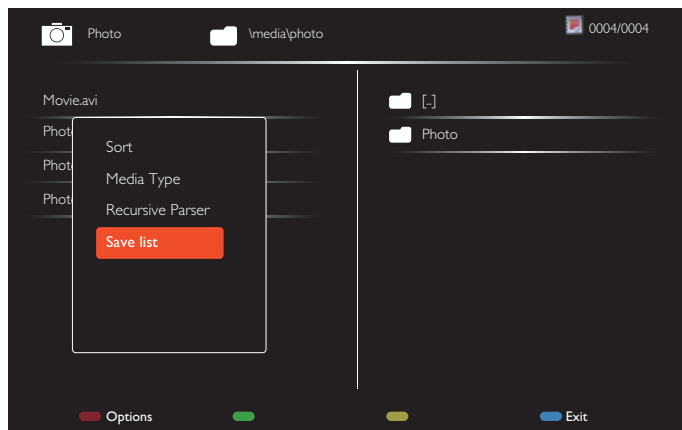 Photo
\media\photo
0004/0004
Movie.avi
[..]
Photo
Sort
Media Type
Recursive Parser
Save list
Options
Exit